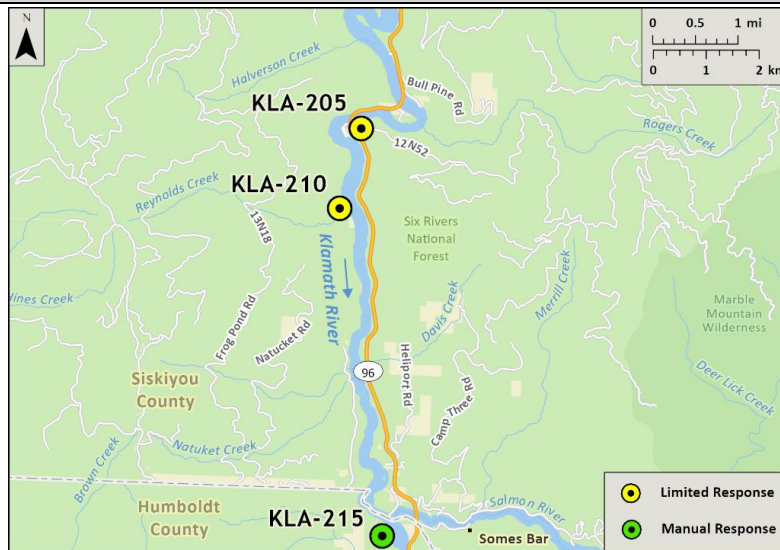 N
0 0.5 1 mi
0 1 2 km
Halverson Creek
Bull Pine Rd
KLA-205
Rogers Creek
12N52
KLA-210
Reynolds Creek
13N18
Six Rivers
National
Forest
Klamath River
Merrill Creek
Davis Creek
Marble
Mountain
Wilderness
Frog Pond Rd
Natucket Rd
Heliport Rd
96
Siskiyou
County
Camp Three Rd
Deer Lick Creek
Natuket Creek
Brown Creek
Humboldt
County
Salmon River
KLA-215
Somes Bar
Limited Response
Manual Response